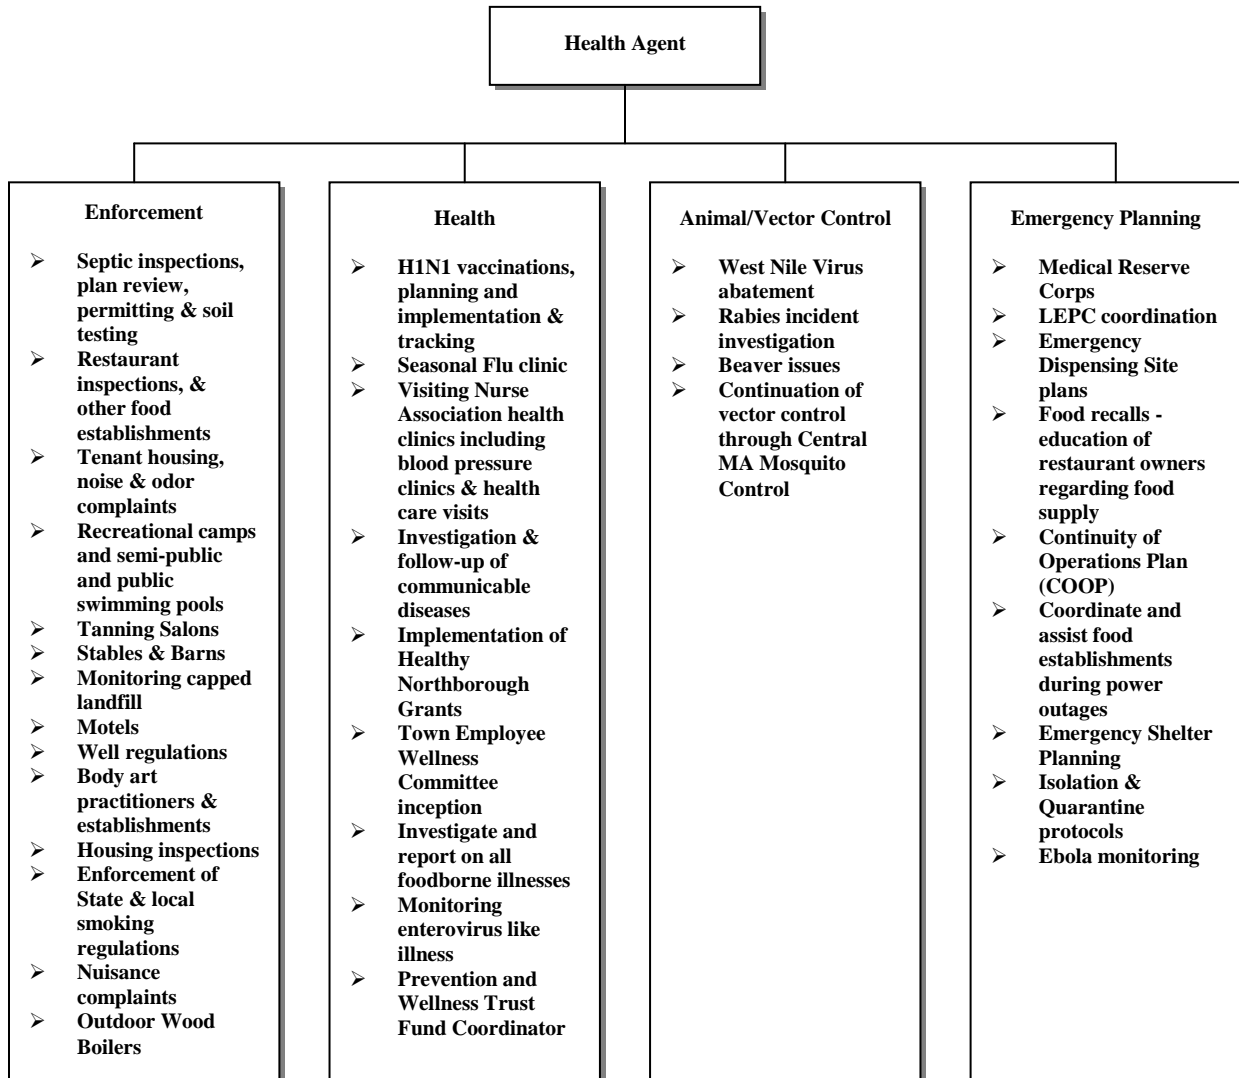 Health Agent
Enforcement
➢ Septic inspections,
plan review,
permitting & soil
testing
➢ Restaurant
inspections, &
other food
establishments
➢ Tenant housing,
noise & odor
complaints
➢ Recreational camps
and semi-public
and public
swimming pools
➢ Tanning Salons
➢ Stables & Barns
➢ Monitoring capped
landfill
➢ Motels
➢ Well regulations
➢ Body art
practitioners &
establishments
➢ Housing inspections
➢ Enforcement of
State & local
smoking
regulations
➢ Nuisance
complaints
➢ Outdoor Wood
Boilers
Health
➢ H1N1 vaccinations,
planning and
implementation &
tracking
➢ Seasonal Flu clinic
➢ Visiting Nurse
Association health
clinics including
blood pressure
clinics & health
care visits
➢ Investigation &
follow-up of
communicable
diseases
➢ Implementation of
Healthy
Northborough
Grants
➢ Town Employee
Wellness
Committee
inception
➢ Investigate and
report on all
foodborne illnesses
➢ Monitoring
enterovirus like
illness
➢ Prevention and
Wellness Trust
Fund Coordinator
Animal/Vector Control
➢ West Nile Virus
abatement
➢ Rabies incident
investigation
➢ Beaver issues
➢ Continuation of
vector control
through Central
MA Mosquito
Control
Emergency Planning
➢ Medical Reserve
Corps
➢ LEPC coordination
➢ Emergency
Dispensing Site
plans
➢ Food recalls -
education of
restaurant owners
regarding food
supply
➢ Continuity of
Operations Plan
(COOP)
➢ Coordinate and
assist food
establishments
during power
outages
➢ Emergency Shelter
Planning
➢ Isolation &
Quarantine
protocols
➢ Ebola monitoring